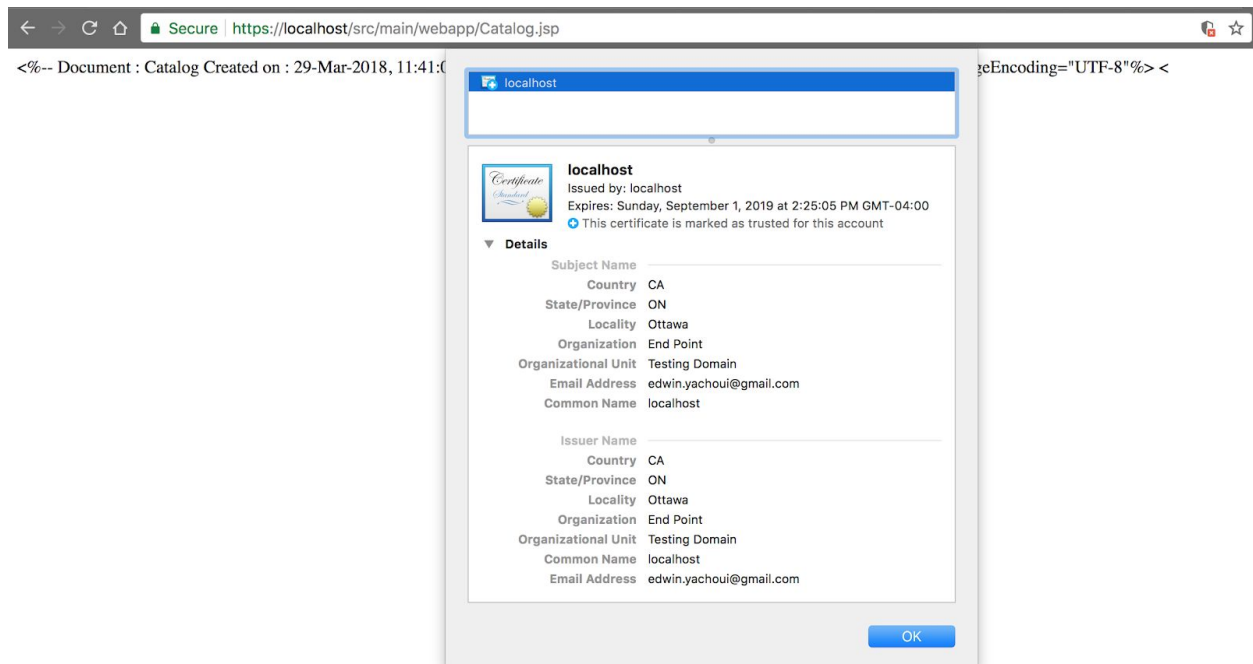 Secure https://localhost/src/main/webapp/Catalog.jsp
<%-- Document : Catalog Created on : 29-Mar-2018, 11:41:0
geEncoding="UTF-8"%> <
localhost
Certificate
Standard
localhost
Issued by: localhost
Expires: Sunday, September 1, 2019 at 2:25:05 PM GMT-04:00
This certificate is marked as trusted for this account
Details
Subject Name
Country CA
State/Province ON
Locality Ottawa
Organization End Point
Organizational Unit Testing Domain
Email Address edwin.yachoui@gmail.com
Common Name localhost
Issuer Name
Country CA
State/Province ON
Locality Ottawa
Organization End Point
Organizational Unit Testing Domain
Common Name localhost
Email Address edwin.yachoui@gmail.com
OK